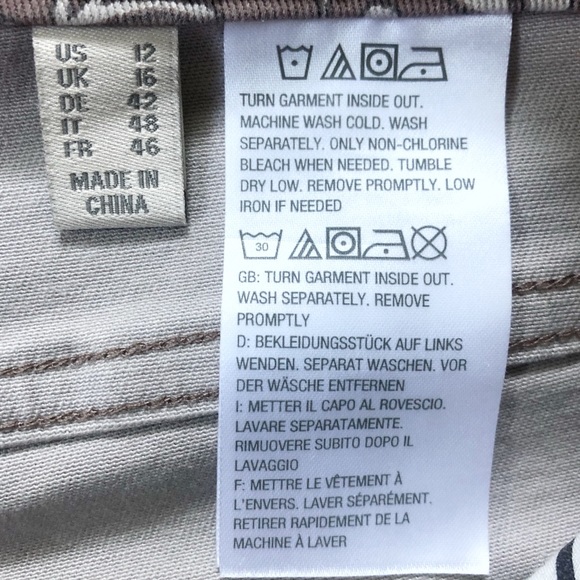 US 12
UK 16
DE 42
IT 48
FR 46
MADE IN
CHINA
TURN GARMENT INSIDE OUT.
MACHINE WASH COLD. WASH
SEPARATELY. ONLY NON-CHLORINE
BLEACH WHEN NEEDED. TUMBLE
DRY LOW. REMOVE PROMPTLY. LOW
IRON IF NEEDED
30
GB: TURN GARMENT INSIDE OUT.
WASH SEPARATELY. REMOVE
PROMPTLY
D: BEKLEIDUNGSSTÜCK AUF LINKS
WENDEN. SEPARAT WASCHEN. VOR
DER WÄSCHE ENTFERNEN
I: METTER IL CAPO AL ROVESCIO.
LAVARE SEPARATAMENTE.
RIMUOVERE SUBITO DOPO IL
LAVAGGIO
F: METTRE LE VÊTEMENT À
L'ENVERS. LAVER SÉPARÉMENT.
RETIRER RAPIDEMENT DE LA
MACHINE À LAVER